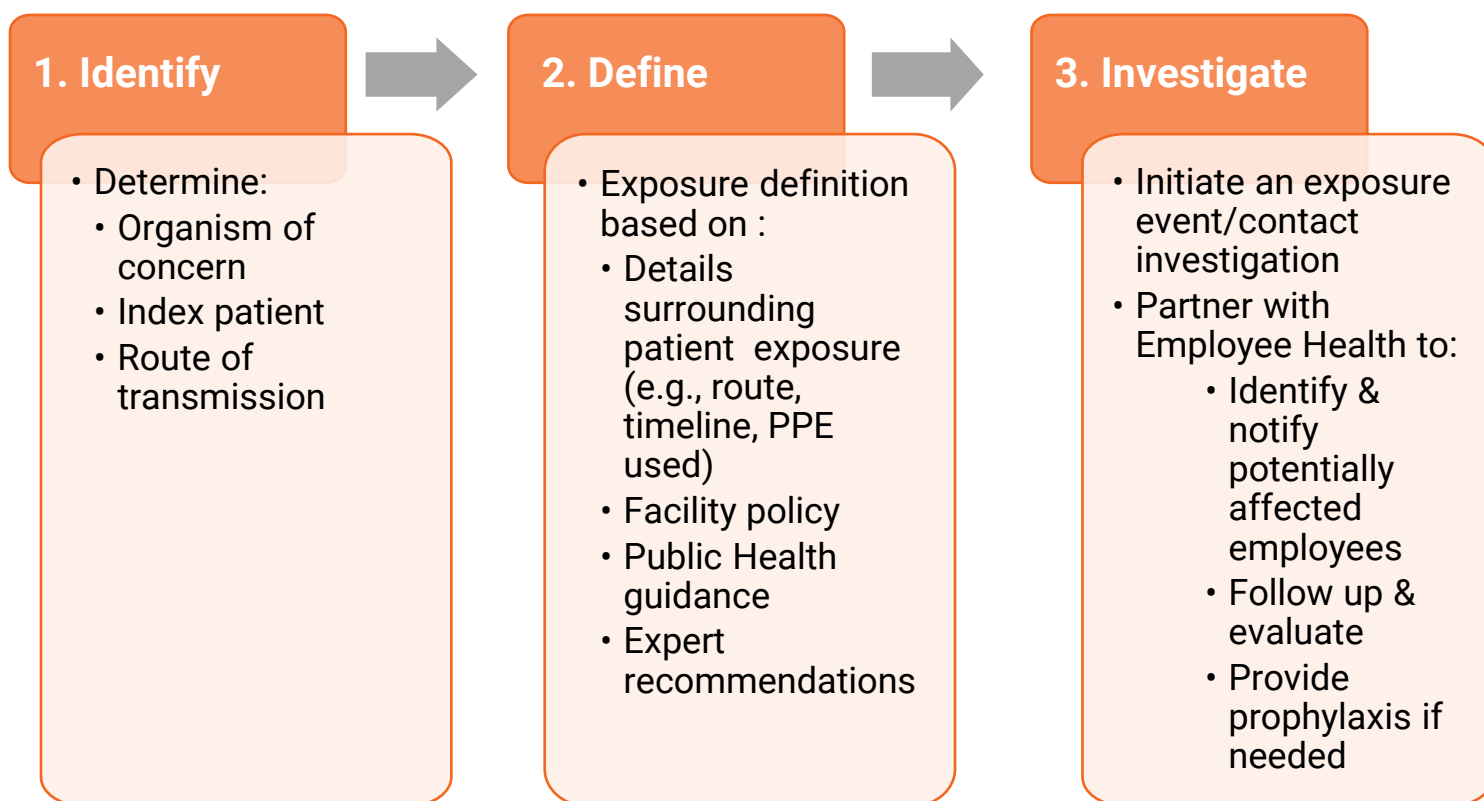 1. Identify
• Determine:
• Organism of
concern
• Index patient
• Route of
transmission
2. Define
• Exposure definition
based on :
• Details
surrounding
patient  exposure
(e.g., route,
timeline, PPE
used)
• Facility policy
• Public Health
guidance
• Expert
recommendations
3. Investigate
• Initiate an exposure
event/contact
investigation
• Partner with
Employee Health to:
• Identify &
notify
potentially
affected
employees
• Follow up &
evaluate
• Provide
prophylaxis if
needed